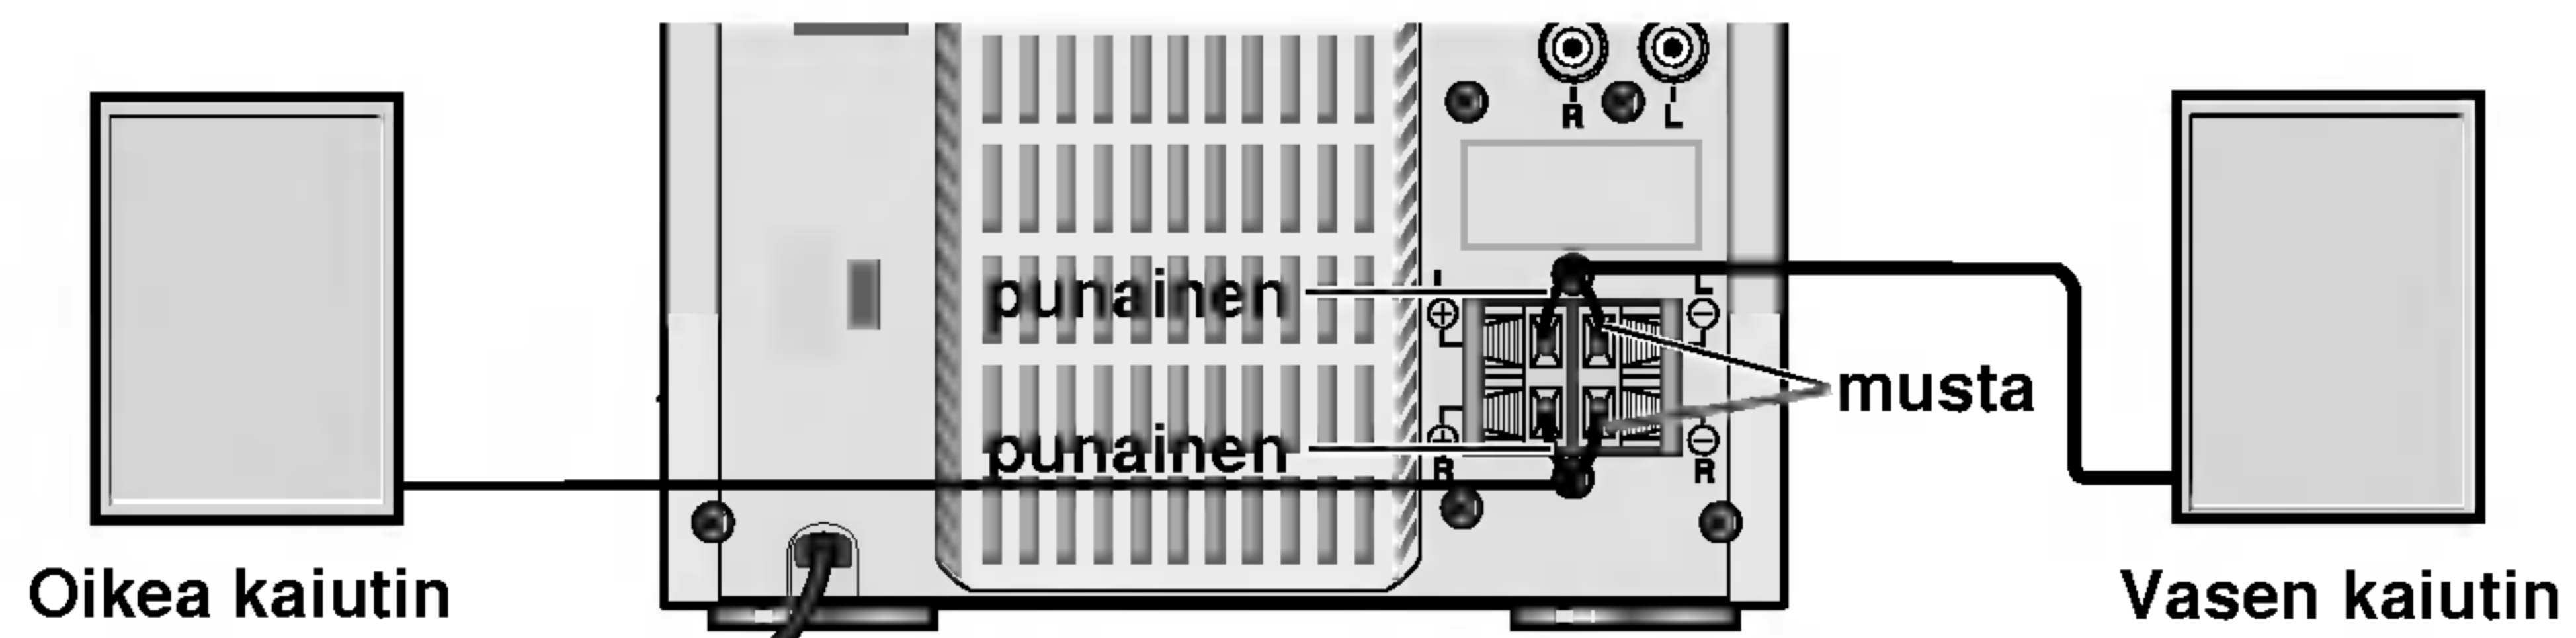 R L
punainen
L
⊕ ⊖
musta
punainen
⊕ ⊖
R R
Oikea kaiutin
Vasen kaiutin